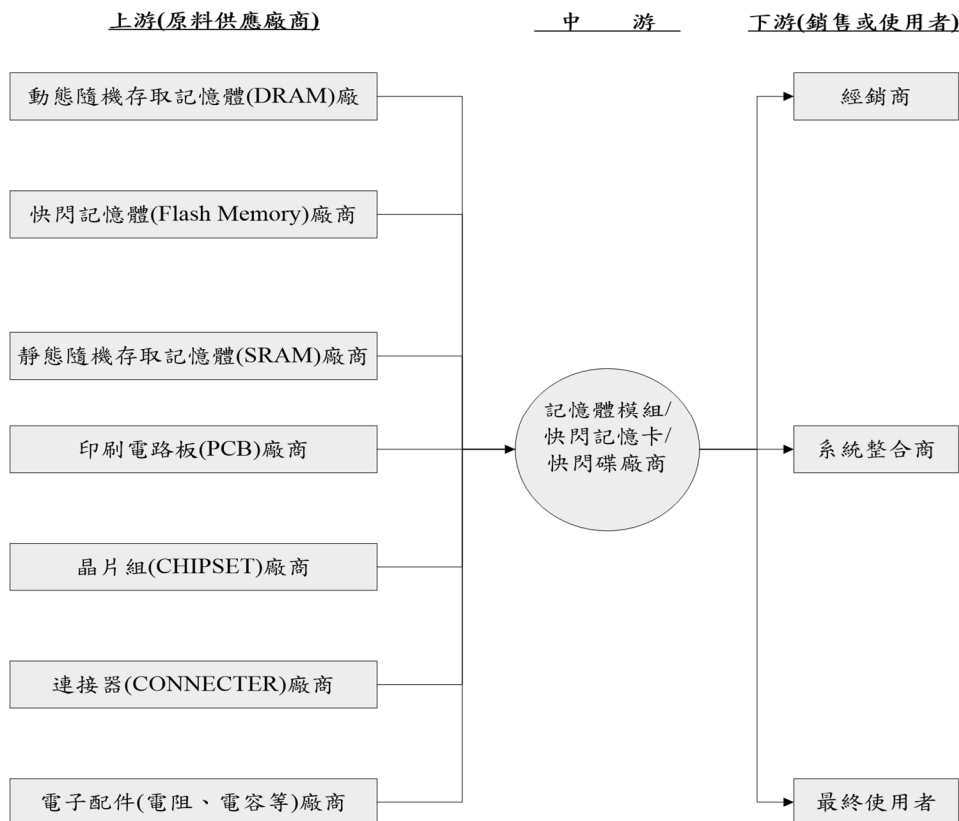 上游(原料供應廠商)
中 游
下游(銷售或使用者)
動態隨機存取記憶體(DRAM)廠
快閃記憶體(Flash Memory)廠商
靜態隨機存取記憶體(SRAM)廠商
印刷電路板(PCB)廠商
晶片組(CHIPSET)廠商
連接器(CONNECTER)廠商
電子配件(電阻、電容等)廠商
記憶體模組/
快閃記憶卡/
快閃碟廠商
經銷商
系統整合商
最終使用者